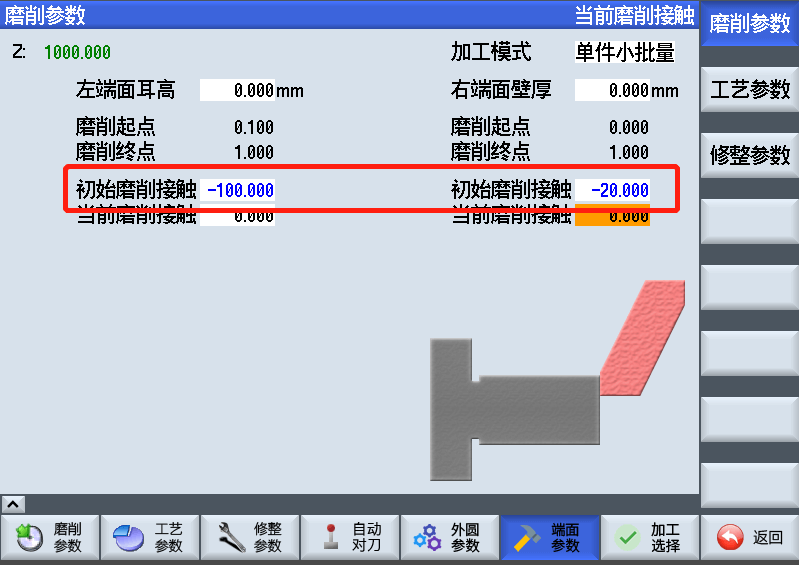 磨削参数 当前磨削接触 磨削参数
Z: 1000.000 加工模式 单件小批量
左端面耳高 0.000mm 右端面壁厚 0.000mm 工艺参数
磨削起点 0.100 磨削起点 0.000
磨削终点 1.000 磨削终点 1.000 修整参数
初始磨削接触 -100.000 初始磨削接触 -20.000
当前磨削接触 0.000 当前磨削接触 0.000
磨削 工艺 修整 自动 外圆 端面 加工 返回
参数 参数 参数 对刀 参数 参数 选择